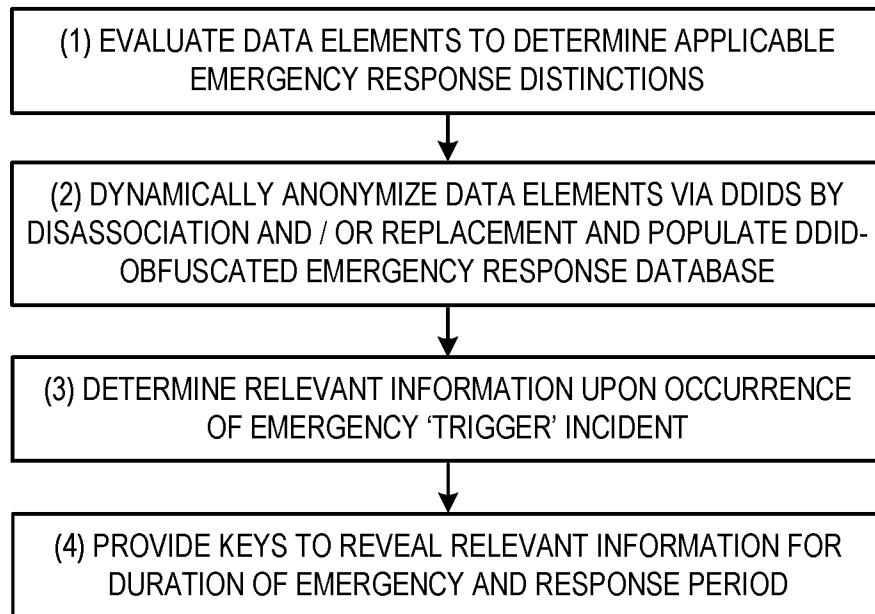 (1) EVALUATE DATA ELEMENTS TO DETERMINE APPLICABLE
EMERGENCY RESPONSE DISTINCTIONS
(2) DYNAMICALLY ANONYMIZE DATA ELEMENTS VIA DDIDS BY
DISASSOCIATION AND / OR REPLACEMENT AND POPULATE DDID-
OBFUSCATED EMERGENCY RESPONSE DATABASE
(3) DETERMINE RELEVANT INFORMATION UPON OCCURRENCE
OF EMERGENCY ‘TRIGGER’ INCIDENT
(4) PROVIDE KEYS TO REVEAL RELEVANT INFORMATION FOR
DURATION OF EMERGENCY AND RESPONSE PERIOD